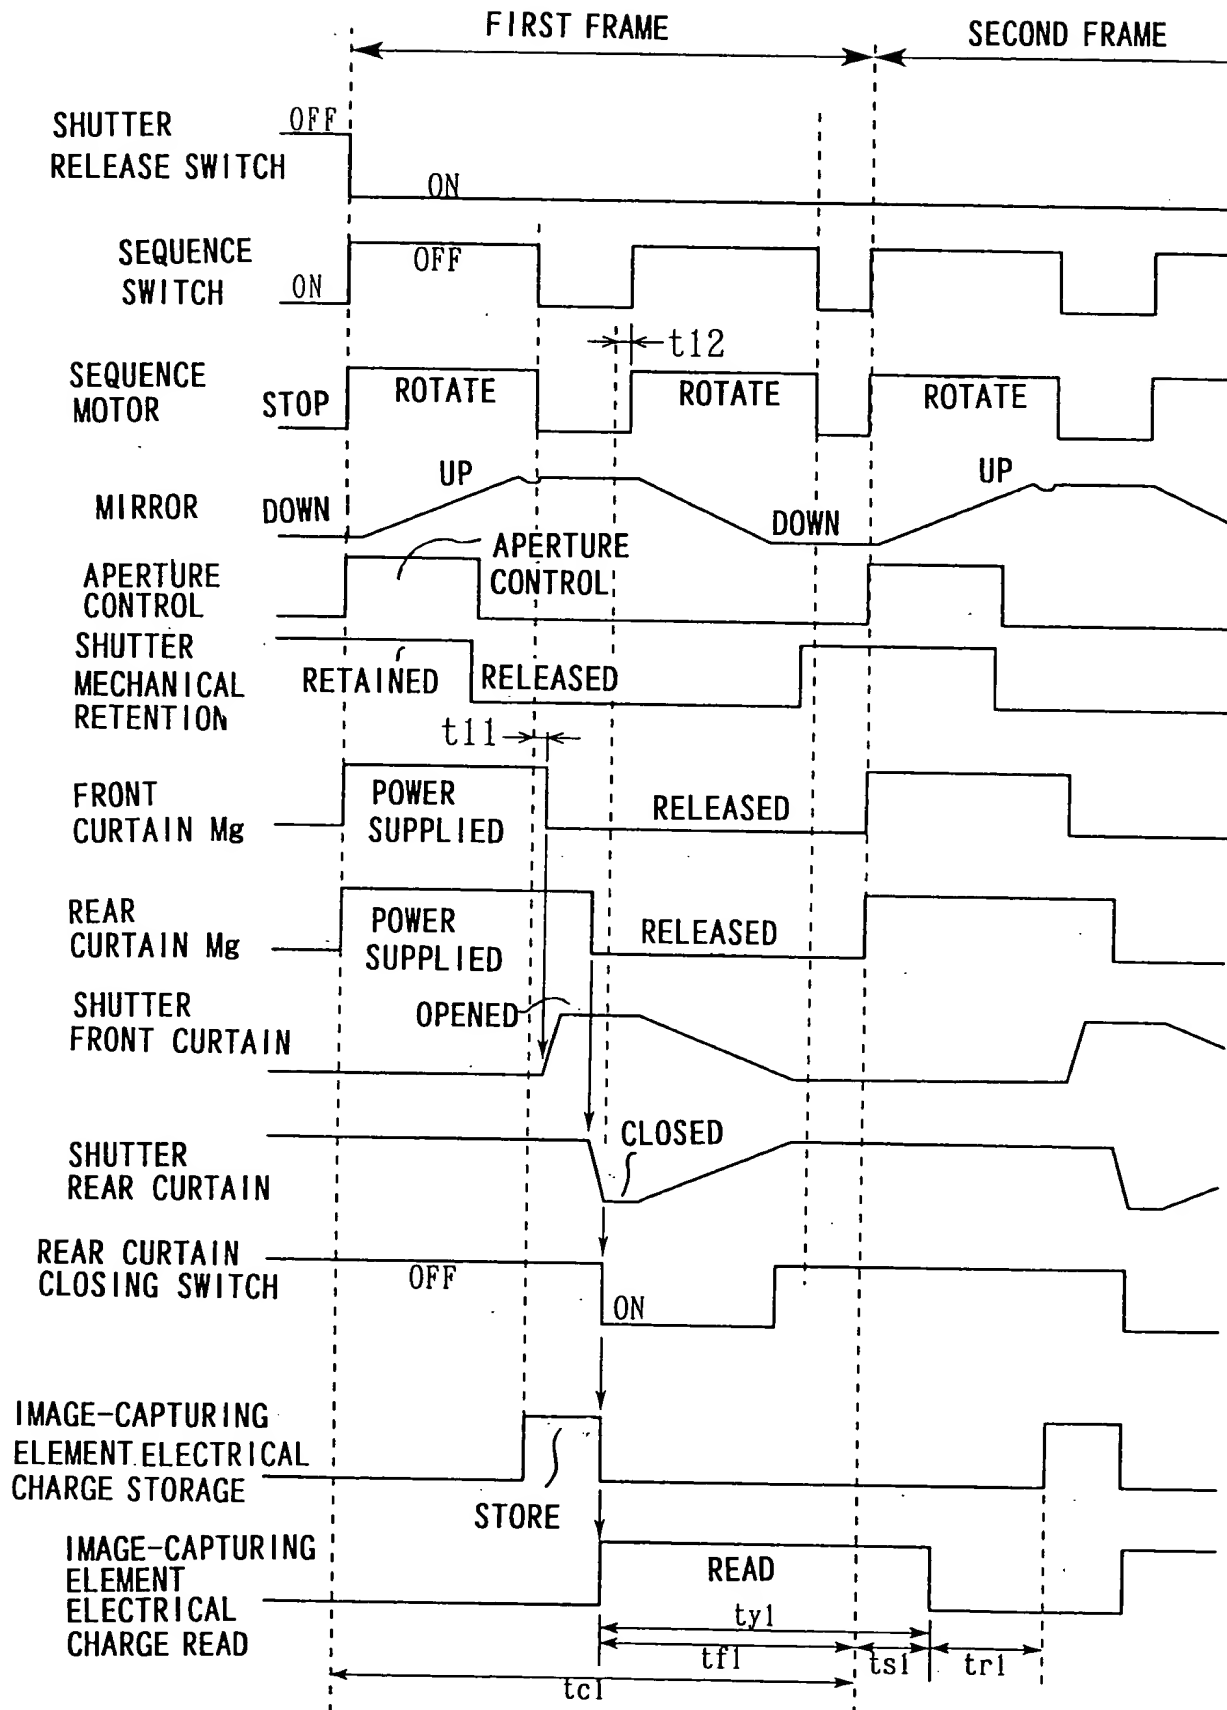 FIRST FRAME
SECOND FRAME
SHUTTER
RELEASE SWITCH
OFF
ON
SEQUENCE
SWITCH
ON
OFF
t12
SEQUENCE
MOTOR
STOP
ROTATE
ROTATE
ROTATE
MIRROR
DOWN
UP
DOWN
UP
APERTURE
CONTROL
APERTURE
CONTROL
SHUTTER
MECHANICAL
RETENTION
RETAINED
RELEASED
t11
FRONT
CURTAIN Mg
POWER
SUPPLIED
RELEASED
REAR
CURTAIN Mg
POWER
SUPPLIED
RELEASED
SHUTTER
FRONT CURTAIN
OPENED
SHUTTER
REAR CURTAIN
CLOSED
REAR CURTAIN
CLOSING SWITCH
OFF
ON
IMAGE-CAPTURING
ELEMENT ELECTRICAL
CHARGE STORAGE
STORE
IMAGE-CAPTURING
ELEMENT
ELECTRICAL
CHARGE READ
READ
ty1
tf1
ts1
tr1
tc1